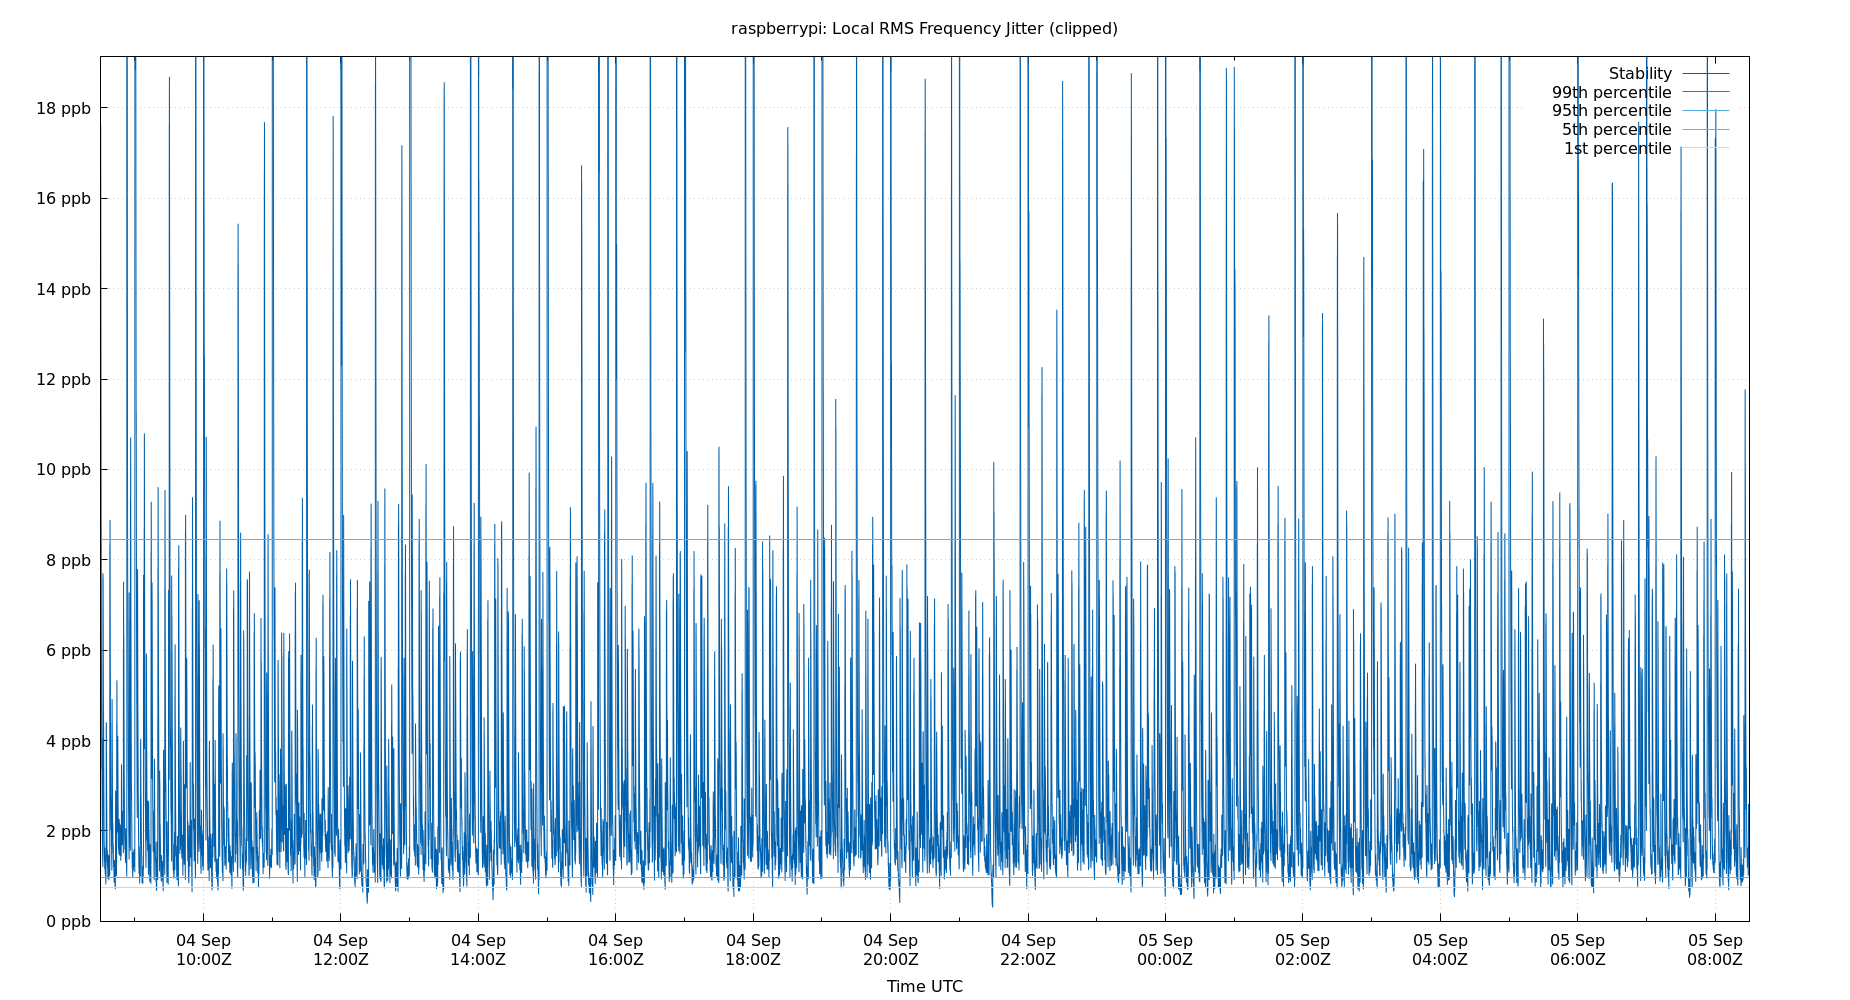 raspberrypi: Local RMS Frequency Jitter (clipped)
Stability
99th percentile
95th percentile
5th percentile
1st percentile
18 ppb
16 ppb
14 ppb
12 ppb
10 ppb
8 ppb
6 ppb
4 ppb
2 ppb
0 ppb
04 Sep 04 Sep 04 Sep 04 Sep 04 Sep 04 Sep 04 Sep 05 Sep 05 Sep 05 Sep 05 Sep 05 Sep
10:00Z 12:00Z 14:00Z 16:00Z 18:00Z 20:00Z 22:00Z 00:00Z 02:00Z 04:00Z 06:00Z 08:00Z
Time UTC